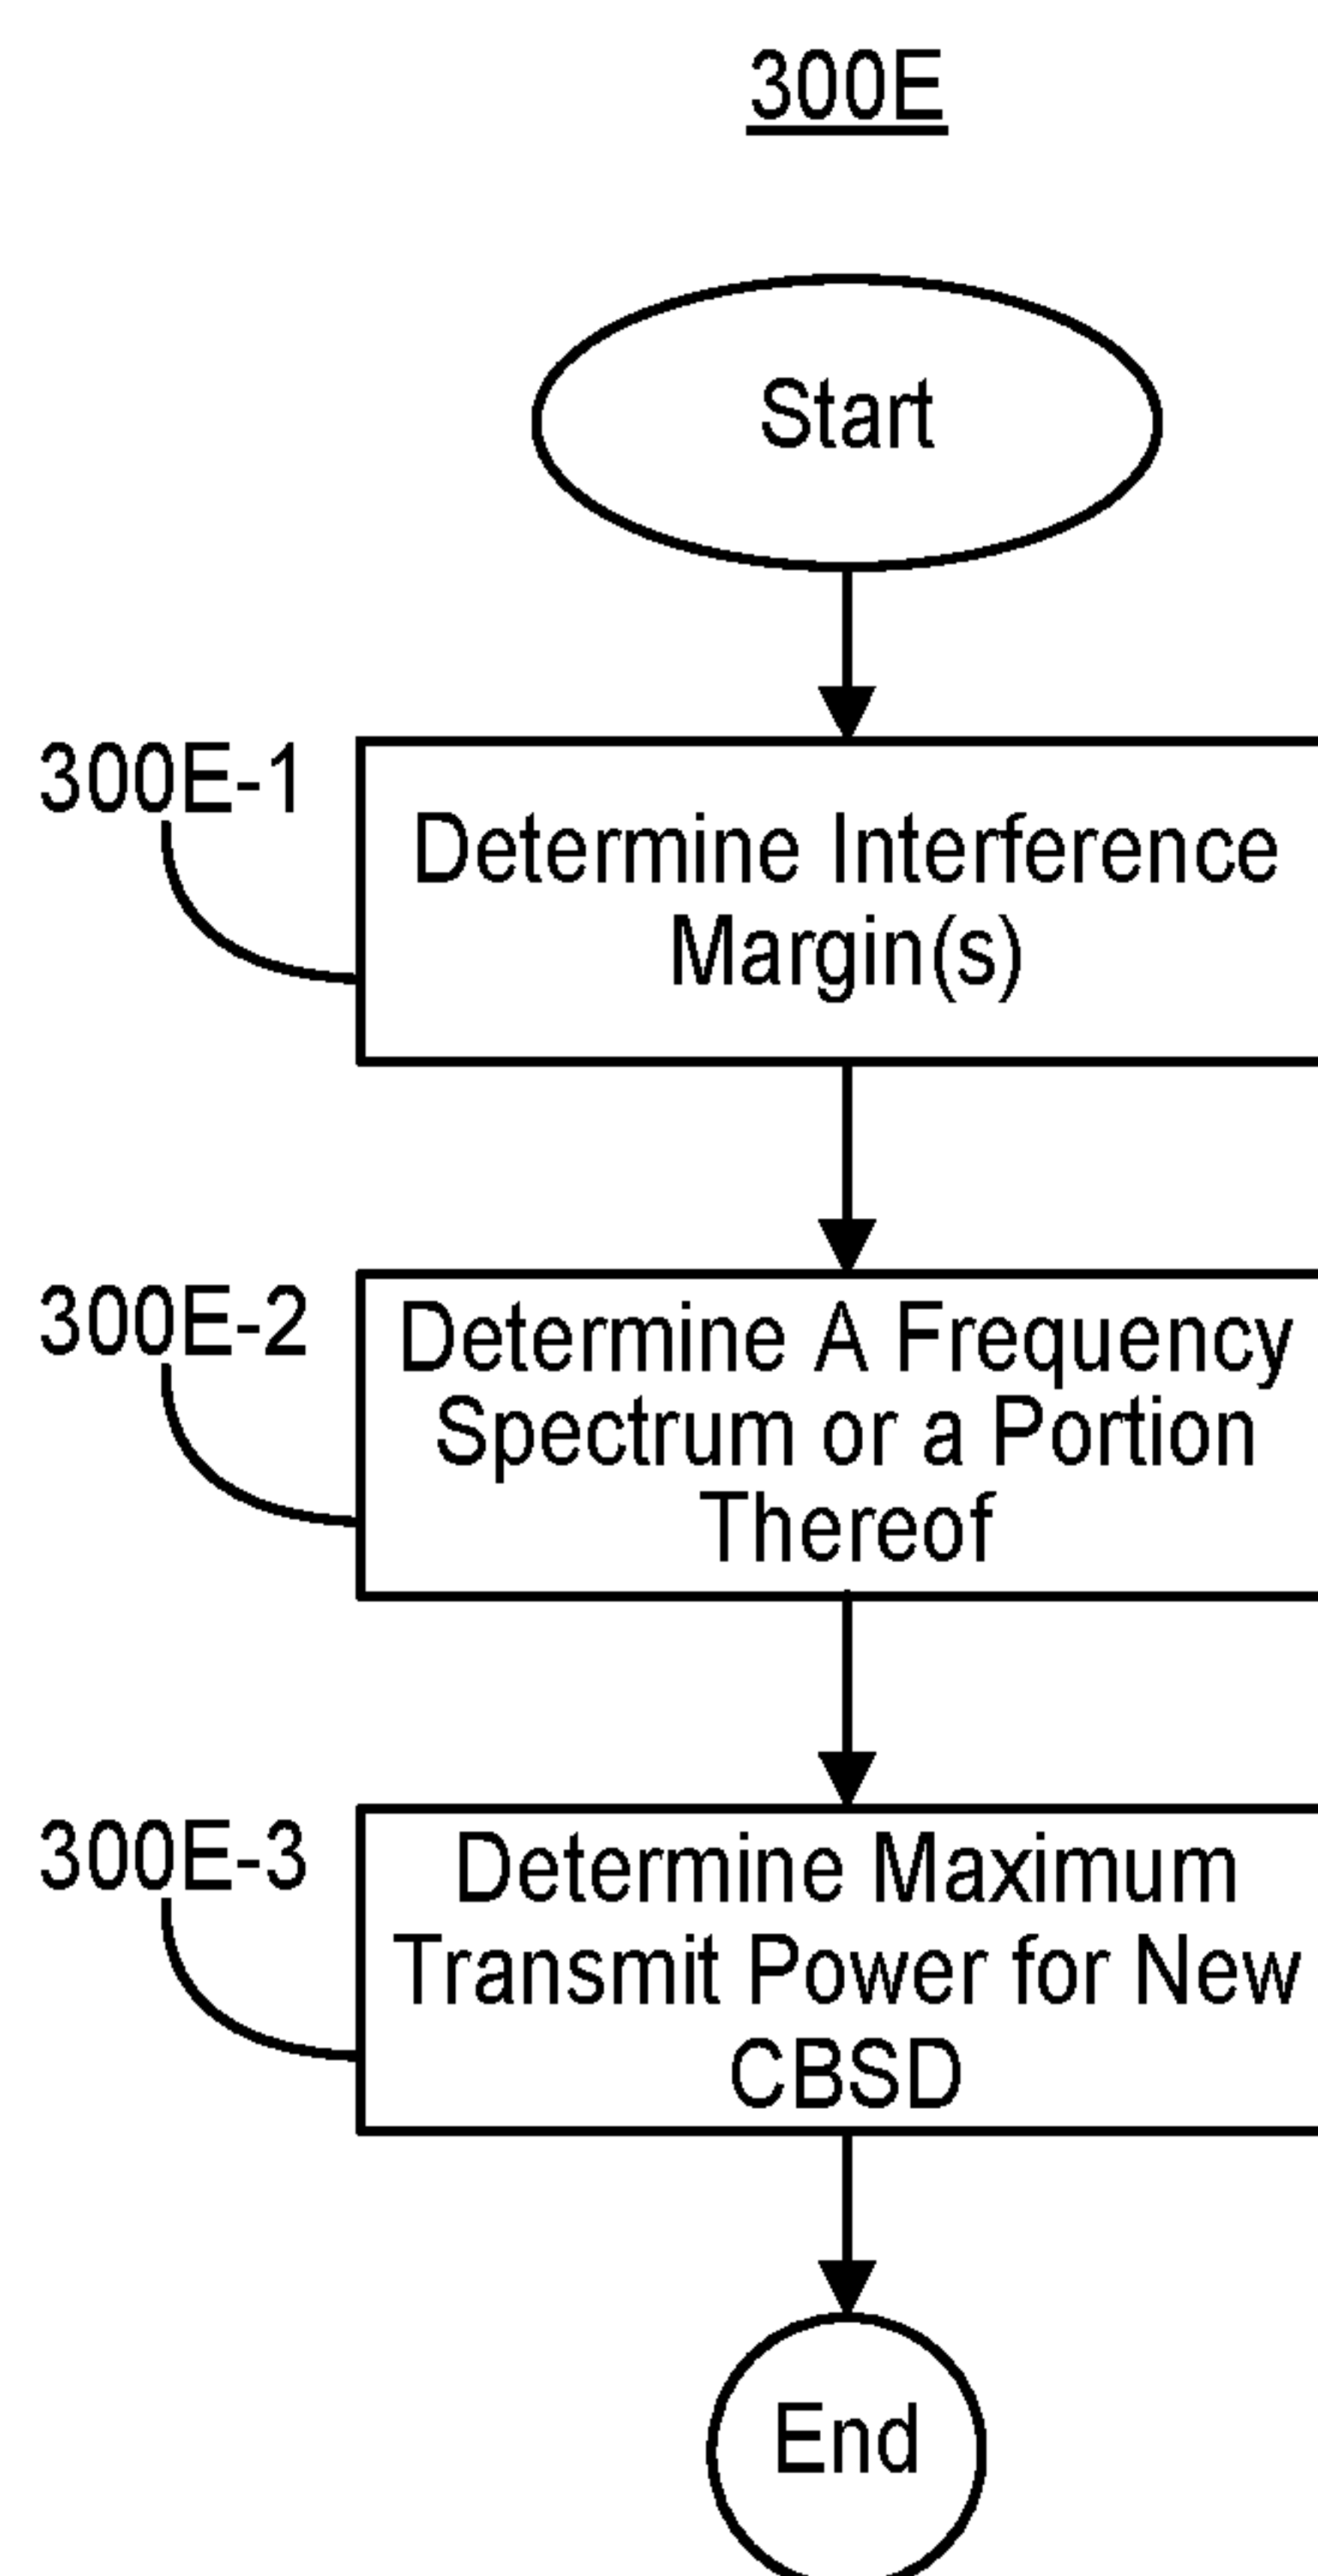 300E
Start
300E-1
Determine Interference
Margin(s)
300E-2
Determine A Frequency
Spectrum or a Portion
Thereof
300E-3
Determine Maximum
Transmit Power for New
CBSD
End